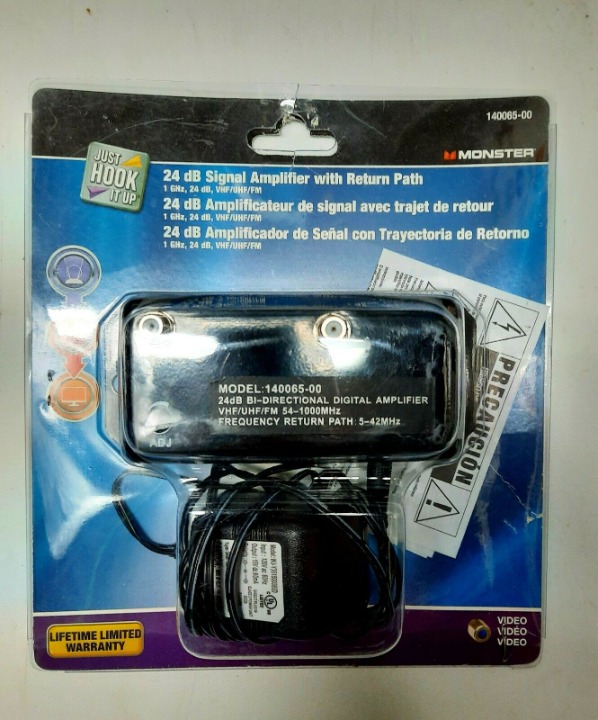 140065-00
MONSTER
JUST
HOOK
IT UP
24 dB Signal Amplifier with Return Path
1 GHz, 24 dB, VHF/UHF/FM
24 dB Amplificateur de signal avec trajet de retour
1 GHz, 24 dB, VHF/UHF/FM
24 dB Amplificador de Señal con Trayectoria de Retorno
1 GHz, 24 dB, VHF/UHF/FM
MODEL:140065-00
24dB BI-DIRECTIONAL DIGITAL AMPLIFIER
VHF/UHF/FM 54-1000MHz
FREQUENCY RETURN PATH: 5-42MHz
ADJ
PRECAUCIÓN
UL
LISTED
LIFETIME LIMITED
WARRANTY
VIDEO
VIDÉO
VIDEO